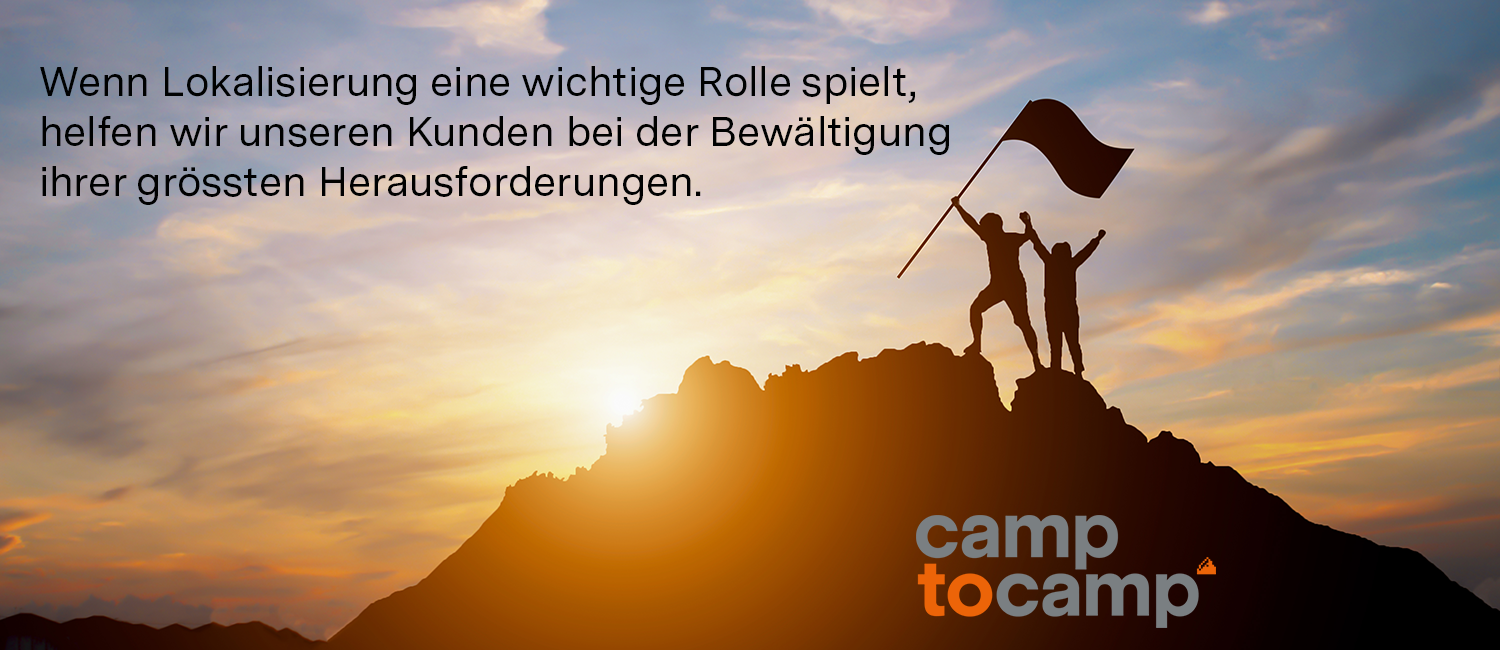 Wenn Lokalisierung eine wichtige Rolle spielt,
helfen wir unseren Kunden bei der Bewältigung
ihrer grössten Herausforderungen.
camp
tocamp